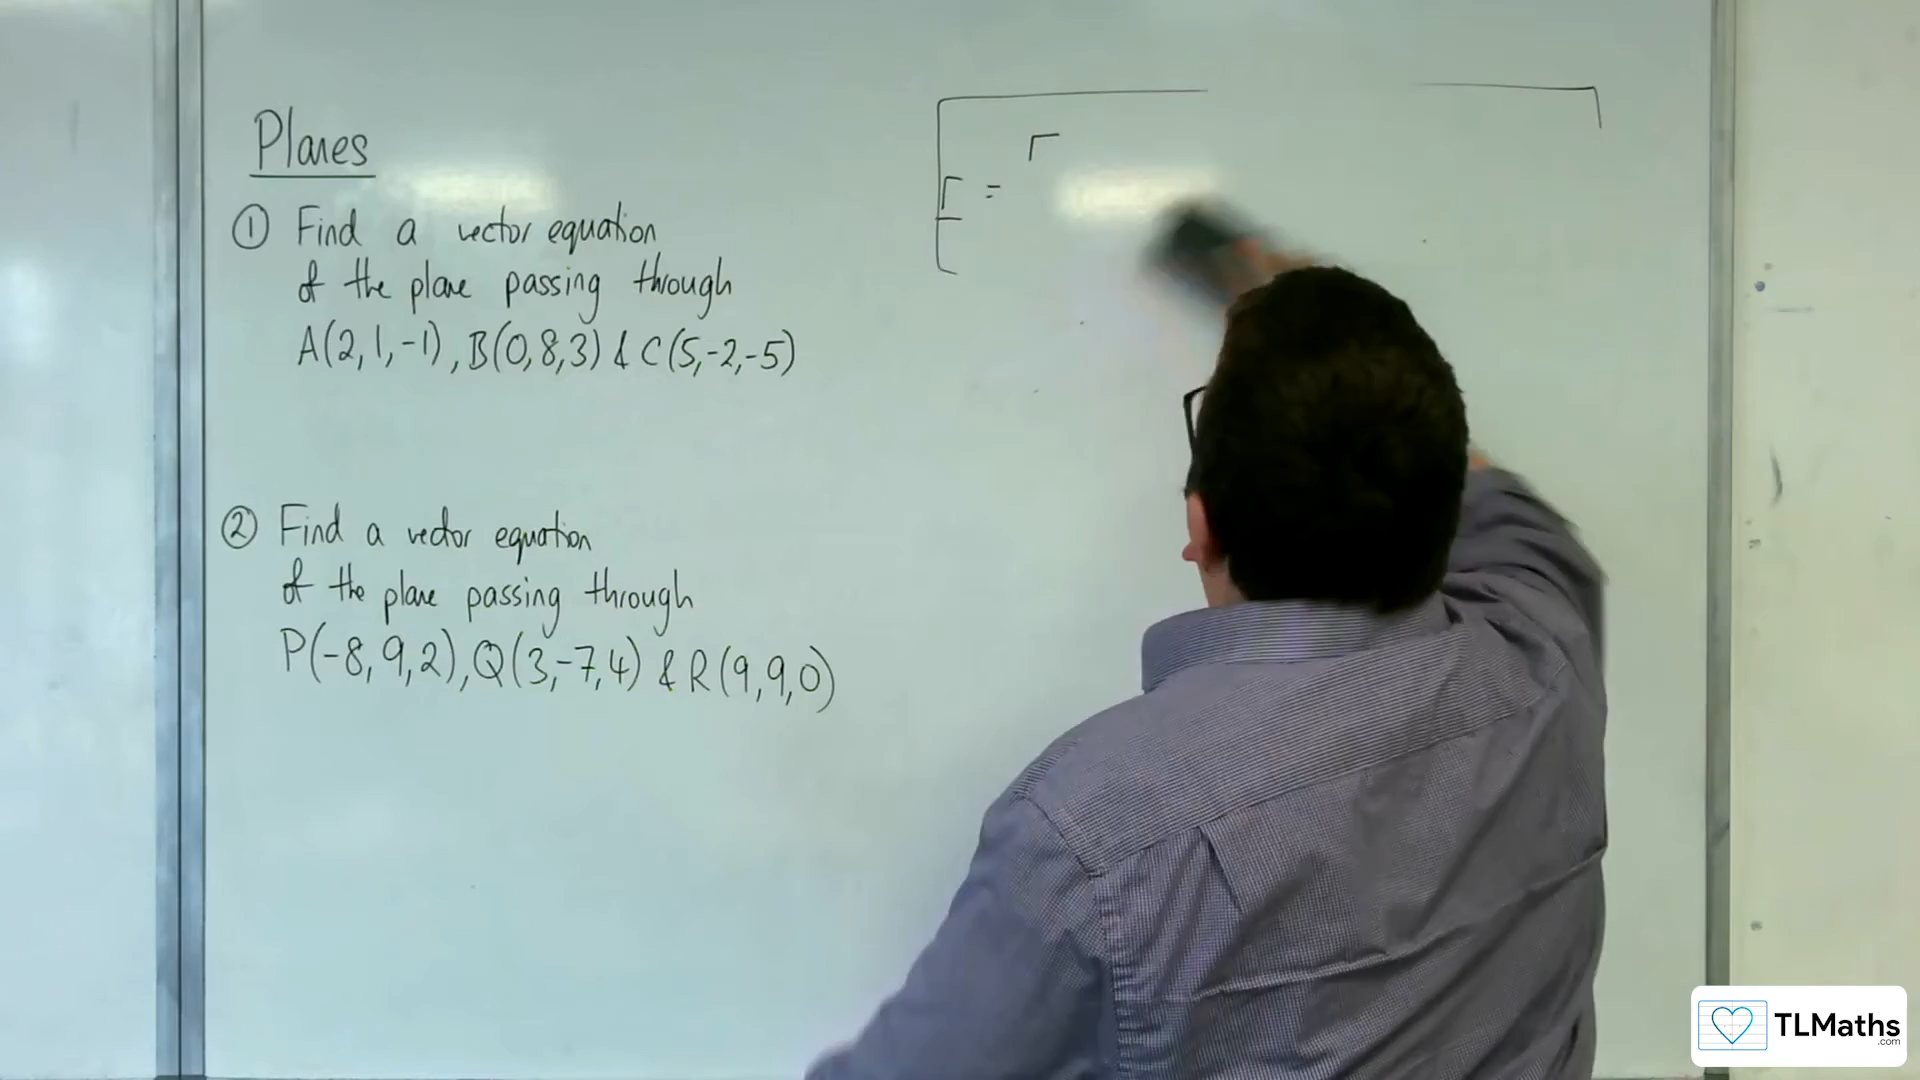 Planes
① Find a vector equation
of the plane passing through
A(2,1,-1), B(0,8,3) & C(5,-2,-5)
② Find a vector equation
of the plane passing through
P(-8,9,2), Q(3,-7,4) & R(9,9,0)
r =
TLMaths
.com